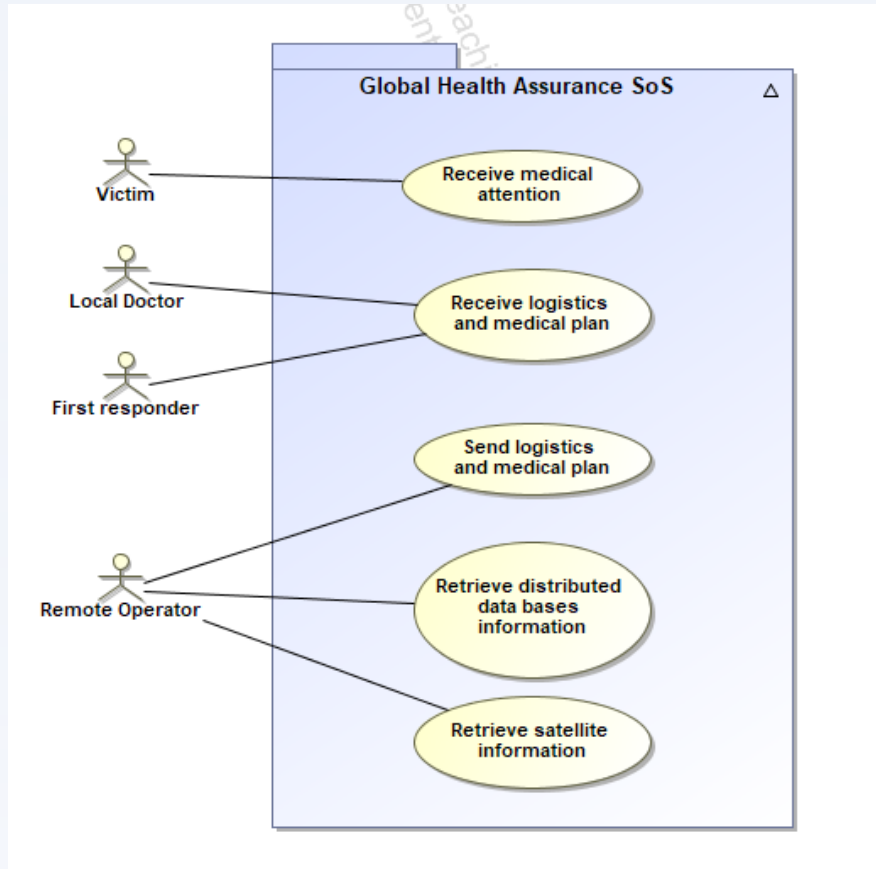 Global Health Assurance SoS
Victim
Receive medical
attention
Local Doctor
Receive logistics
and medical plan
First responder
Send logistics
and medical plan
Remote Operator
Retrieve distributed
data bases
information
Retrieve satellite
information